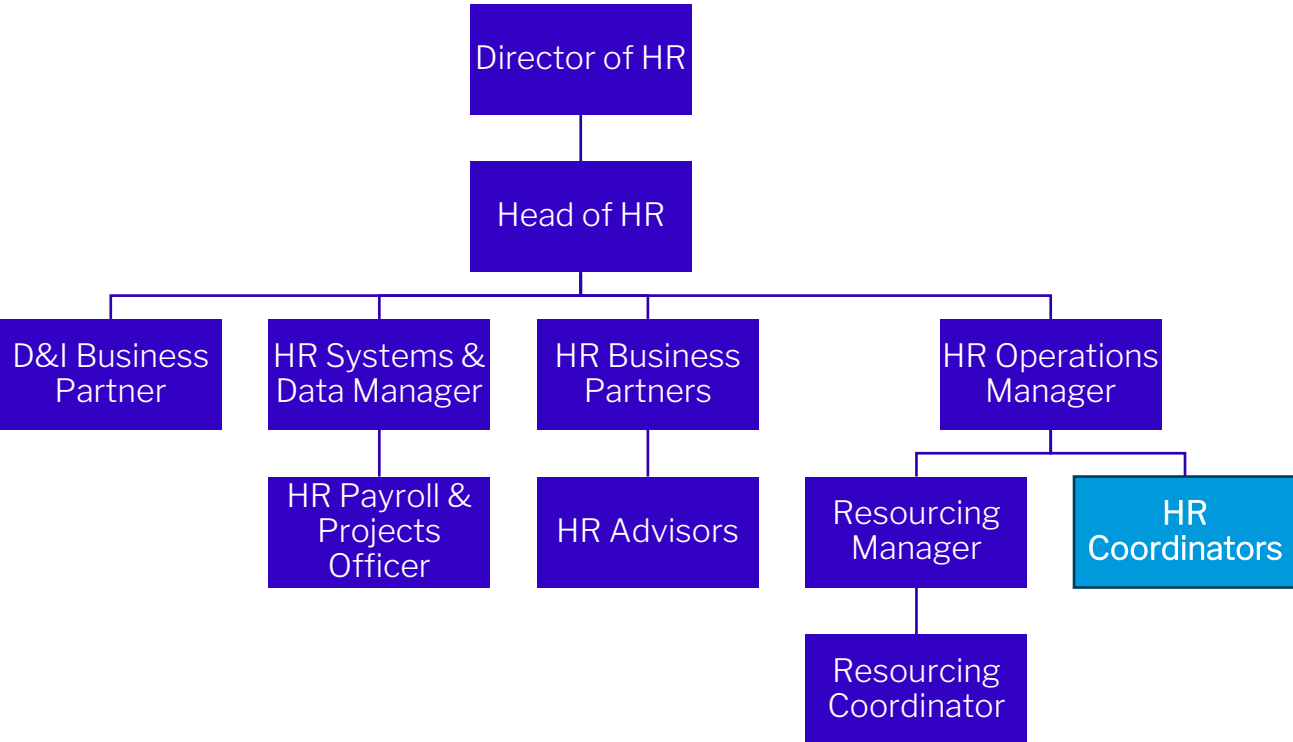 Director of HR
Head of HR
D&I Business
Partner
HR Systems &
Data Manager
HR Business
Partners
HR Operations
Manager
HR Payroll &
Projects
Officer
HR Advisors
Resourcing
Manager
HR
Coordinators
Resourcing
Coordinator